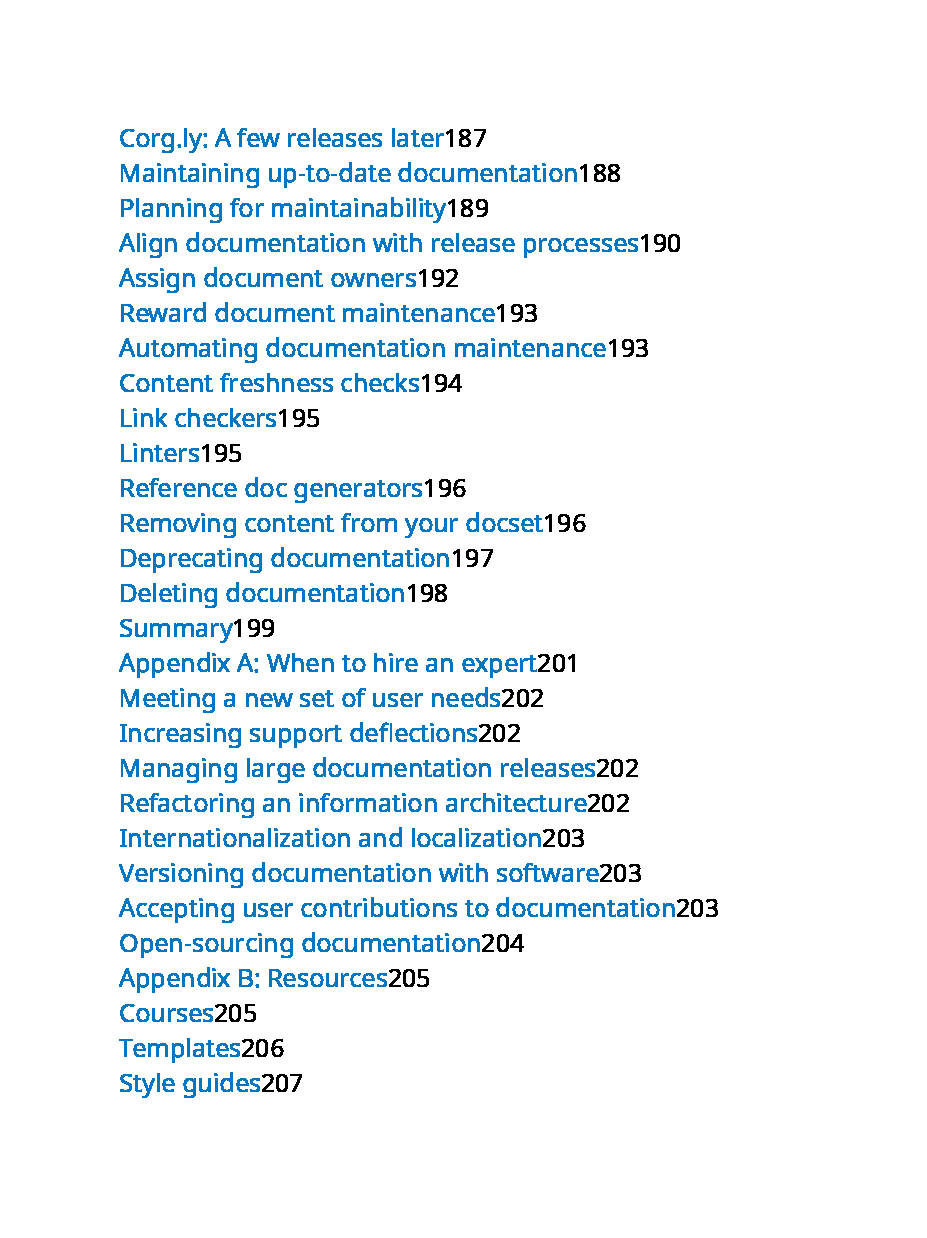 Corg.ly: A few releases later187
Maintaining up-to-date documentation188
Planning for maintainability189
Align documentation with release processes190
Assign document owners192
Reward document maintenance193
Automating documentation maintenance193
Content freshness checks194
Link checkers195
Linters195
Reference doc generators196
Removing content from your docset196
Deprecating documentation197
Deleting documentation198
Summary199
Appendix A: When to hire an expert201
Meeting a new set of user needs202
Increasing support deflections202
Managing large documentation releases202
Refactoring an information architecture202
Internationalization and localization203
Versioning documentation with software203
Accepting user contributions to documentation203
Open-sourcing documentation204
Appendix B: Resources205
Courses205
Templates206
Style guides207